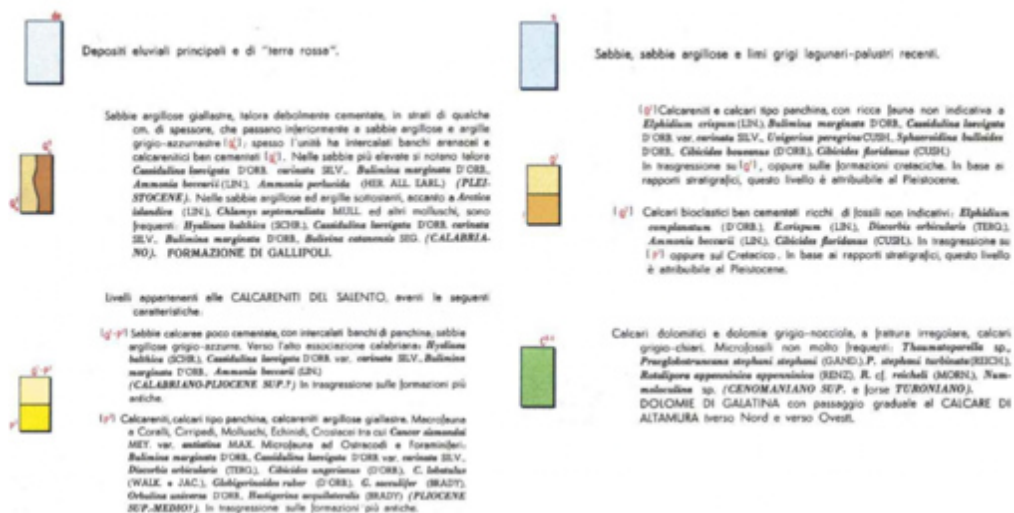 Depositi eluviali principali e di "terra rossa".
Sabbie argillose giallastre, talora debolmente cementate, in strati di qualche
cm. di spessore, che passano inferiormente a sabbie argillose e argille
grigio-azzurrastre (q¹); spesso l'unità ha intercalati banchi arenacei e
calcarenitici ben cementati (q¹). Nelle sabbie più elevate si notano talora
Cassidulina laevigata D'ORB. carinata SILV., Bulimina marginata D'ORB.,
Ammonia beccarii (LIN.), Ammonia perlucida (HER. ALL. EARL.) (PLEI-
STOCENE). Nelle sabbie argillose ed argille sottostanti, accanto a Arctica
islandica (LIN.), Chlamys septemradiata MULL. ed altri molluschi, sono
frequenti: Hyalinea balthica (SCHR.), Cassidulina laevigata D'ORB. carinata
SILV., Bulimina marginata D'ORB., Bolivina catanensis SEG. (CALABRIA-
NO). FORMAZIONE DI GALLIPOLI.
Livelli appartenenti alle CALCARENITI DEL SALENTO, aventi le seguenti
caratteristiche:
Sabbie calcaree poco cementate, con intercalati banchi di panchina, sabbie
argillose grigio-azzurre. Verso l'alto associazione calabriana: Hyalinea
balthica (SCHR.), Cassidulina laevigata D'ORB. var. carinata SILV., Bulimina
marginata D'ORB., Ammonia beccarii (LIN.)
(CALABRIANO-PLIOCENE SUP.?) In trasgressione sulle formazioni più
antiche.
Calcareniti, calcari tipo panchina, calcareniti argillose giallastre. Macrofauna
a Coralli, Cirripedi, Molluschi, Echinidi, Crostacei tra cui Cancer sismondai
MEY. var. antiatina MAX. Microfauna ad Ostracodi e Foraminiferi:
Bulimina marginata D'ORB., Cassidulina laevigata D'ORB. var. carinata SILV.,
Discorbis orbicularis (TERQ.), Cibicides ungerianus (D'ORB.), C. lobatulus
(WALK. e JAC.), Globigerinoides ruber (D'ORB.), G. sacculifer (BRADY),
Orbulina universa D'ORB., Hastigerina aequilateralis (BRADY) (PLIOCENE
SUP.-MEDIO?). In trasgressione sulle formazioni più antiche.
Sabbie, sabbie argillose e limi grigi lagunari-palustri recenti.
Calcareniti e calcari tipo panchina, con ricca fauna non indicativa a
Elphidium crispum (LIN.), Bulimina marginata D'ORB., Cassidulina laevigata
D'ORB. var. carinata SILV., Uvigerina peregrina CUSH., Sphaeroidina bulloides
D'ORB., Cibicides boueanus (D'ORB.), Cibicides floridanus (CUSH.)
In trasgressione su, oppure sulle formazioni cretaciche. In base ai
rapporti stratigrafici, questo livello è attribuibile al Pleistocene.
Calcari bioclastici ben cementati ricchi di fossili non indicativi: Elphidium
complanatum (D'ORB.), E. crispum (LIN.), Discorbis orbicularis (TERQ.),
Ammonia beccarii (LIN.), Cibicides floridanus (CUSH.). In trasgressione su
oppure sul Cretacico. In base ai rapporti stratigrafici, questo livello
è attribuibile al Pleistocene.
Calcari dolomitici e dolomie grigio-nocciola, a frattura irregolare, calcari
grigio-chiari. Microfossili non molto frequenti: Thaumatoporella sp.,
Praeglobotruncana stephani stephani (GAND.), P. stephani turbinata (REICH.),
Rotalipora appenninica appenninica (RENZ), R. cf. reicheli (MORN.), Num-
moloculina sp. (CENOMANIANO SUP. e forse TURONIANO).
DOLOMIE DI GALATINA con passaggio graduale al CALCARE DI
ALTAMURA (verso Nord e verso Ovest).